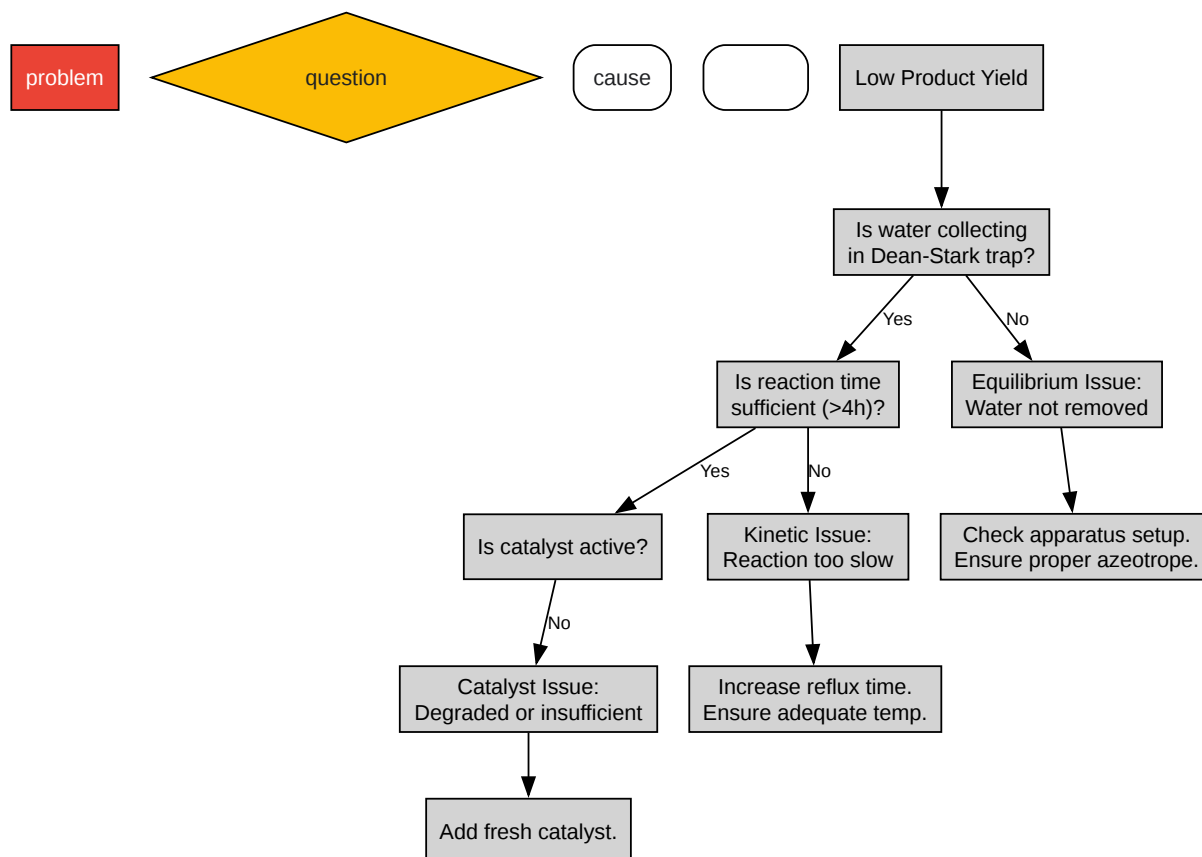 problem
question
cause
Low Product Yield
Is water collecting
in Dean-Stark trap?
Yes
No
Is reaction time
sufficient (>4h)?
Equilibrium Issue:
Water not removed
Yes
No
Is catalyst active?
Kinetic Issue:
Reaction too slow
Check apparatus setup.
Ensure proper azeotrope.
No
Catalyst Issue:
Degraded or insufficient
Increase reflux time.
Ensure adequate temp.
Add fresh catalyst.